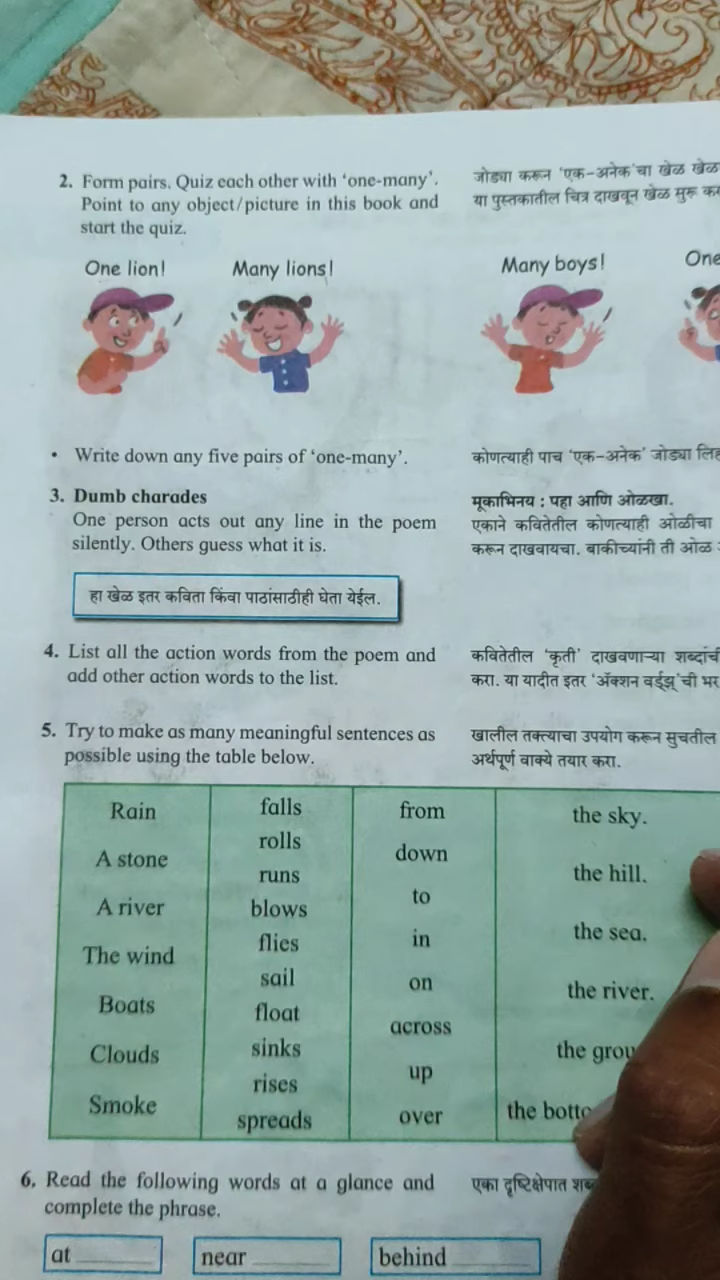 2. Form pairs. Quiz each other with ‘one-many’.
Point to any object/picture in this book and
start the quiz.
जोड्या करून ‘एक-अनेक’चा खेळ खेळ
या पुस्तकातील चित्र दाखवून खेळ सुरू
One lion!
Many lions!
Many boys!
One
• Write down any five pairs of ‘one-many’.
कोणत्याही पाच ‘एक-अनेक’ जोड्या
3. Dumb charades
One person acts out any line in the poem
silently. Others guess what it is.
मूकाभिनय : पहा आणि ओळखा.
एकाने कवितेतील कोणत्याही ओळीचा
करून दाखवायचा. बाकीच्यांनी ती ओळ
हा खेळ इतर कविता किंवा पाठांसाठीही घेता येईल.
4. List all the action words from the poem and
add other action words to the list.
कवितेतील ‘कृती’ दाखवणाऱ्या
करा. या यादीत इतर ‘ॲक्शन वर्ड्झ्’ची भर
5. Try to make as many meaningful sentences as
possible using the table below.
खालील तक्त्याचा उपयोग करून सुचतील
अर्थपूर्ण वाक्ये तयार करा.
Rain
A stone
A river
The wind
Boats
Clouds
Smoke
falls
rolls
runs
blows
flies
sail
float
sinks
rises
spreads
from
down
to
in
on
across
up
over
the sky.
the hill.
the sea.
the river.
the
the
6. Read the following words at a glance and
complete the phrase.
एका दृष्टिक्षेपात
at ______
near ______
behind ______